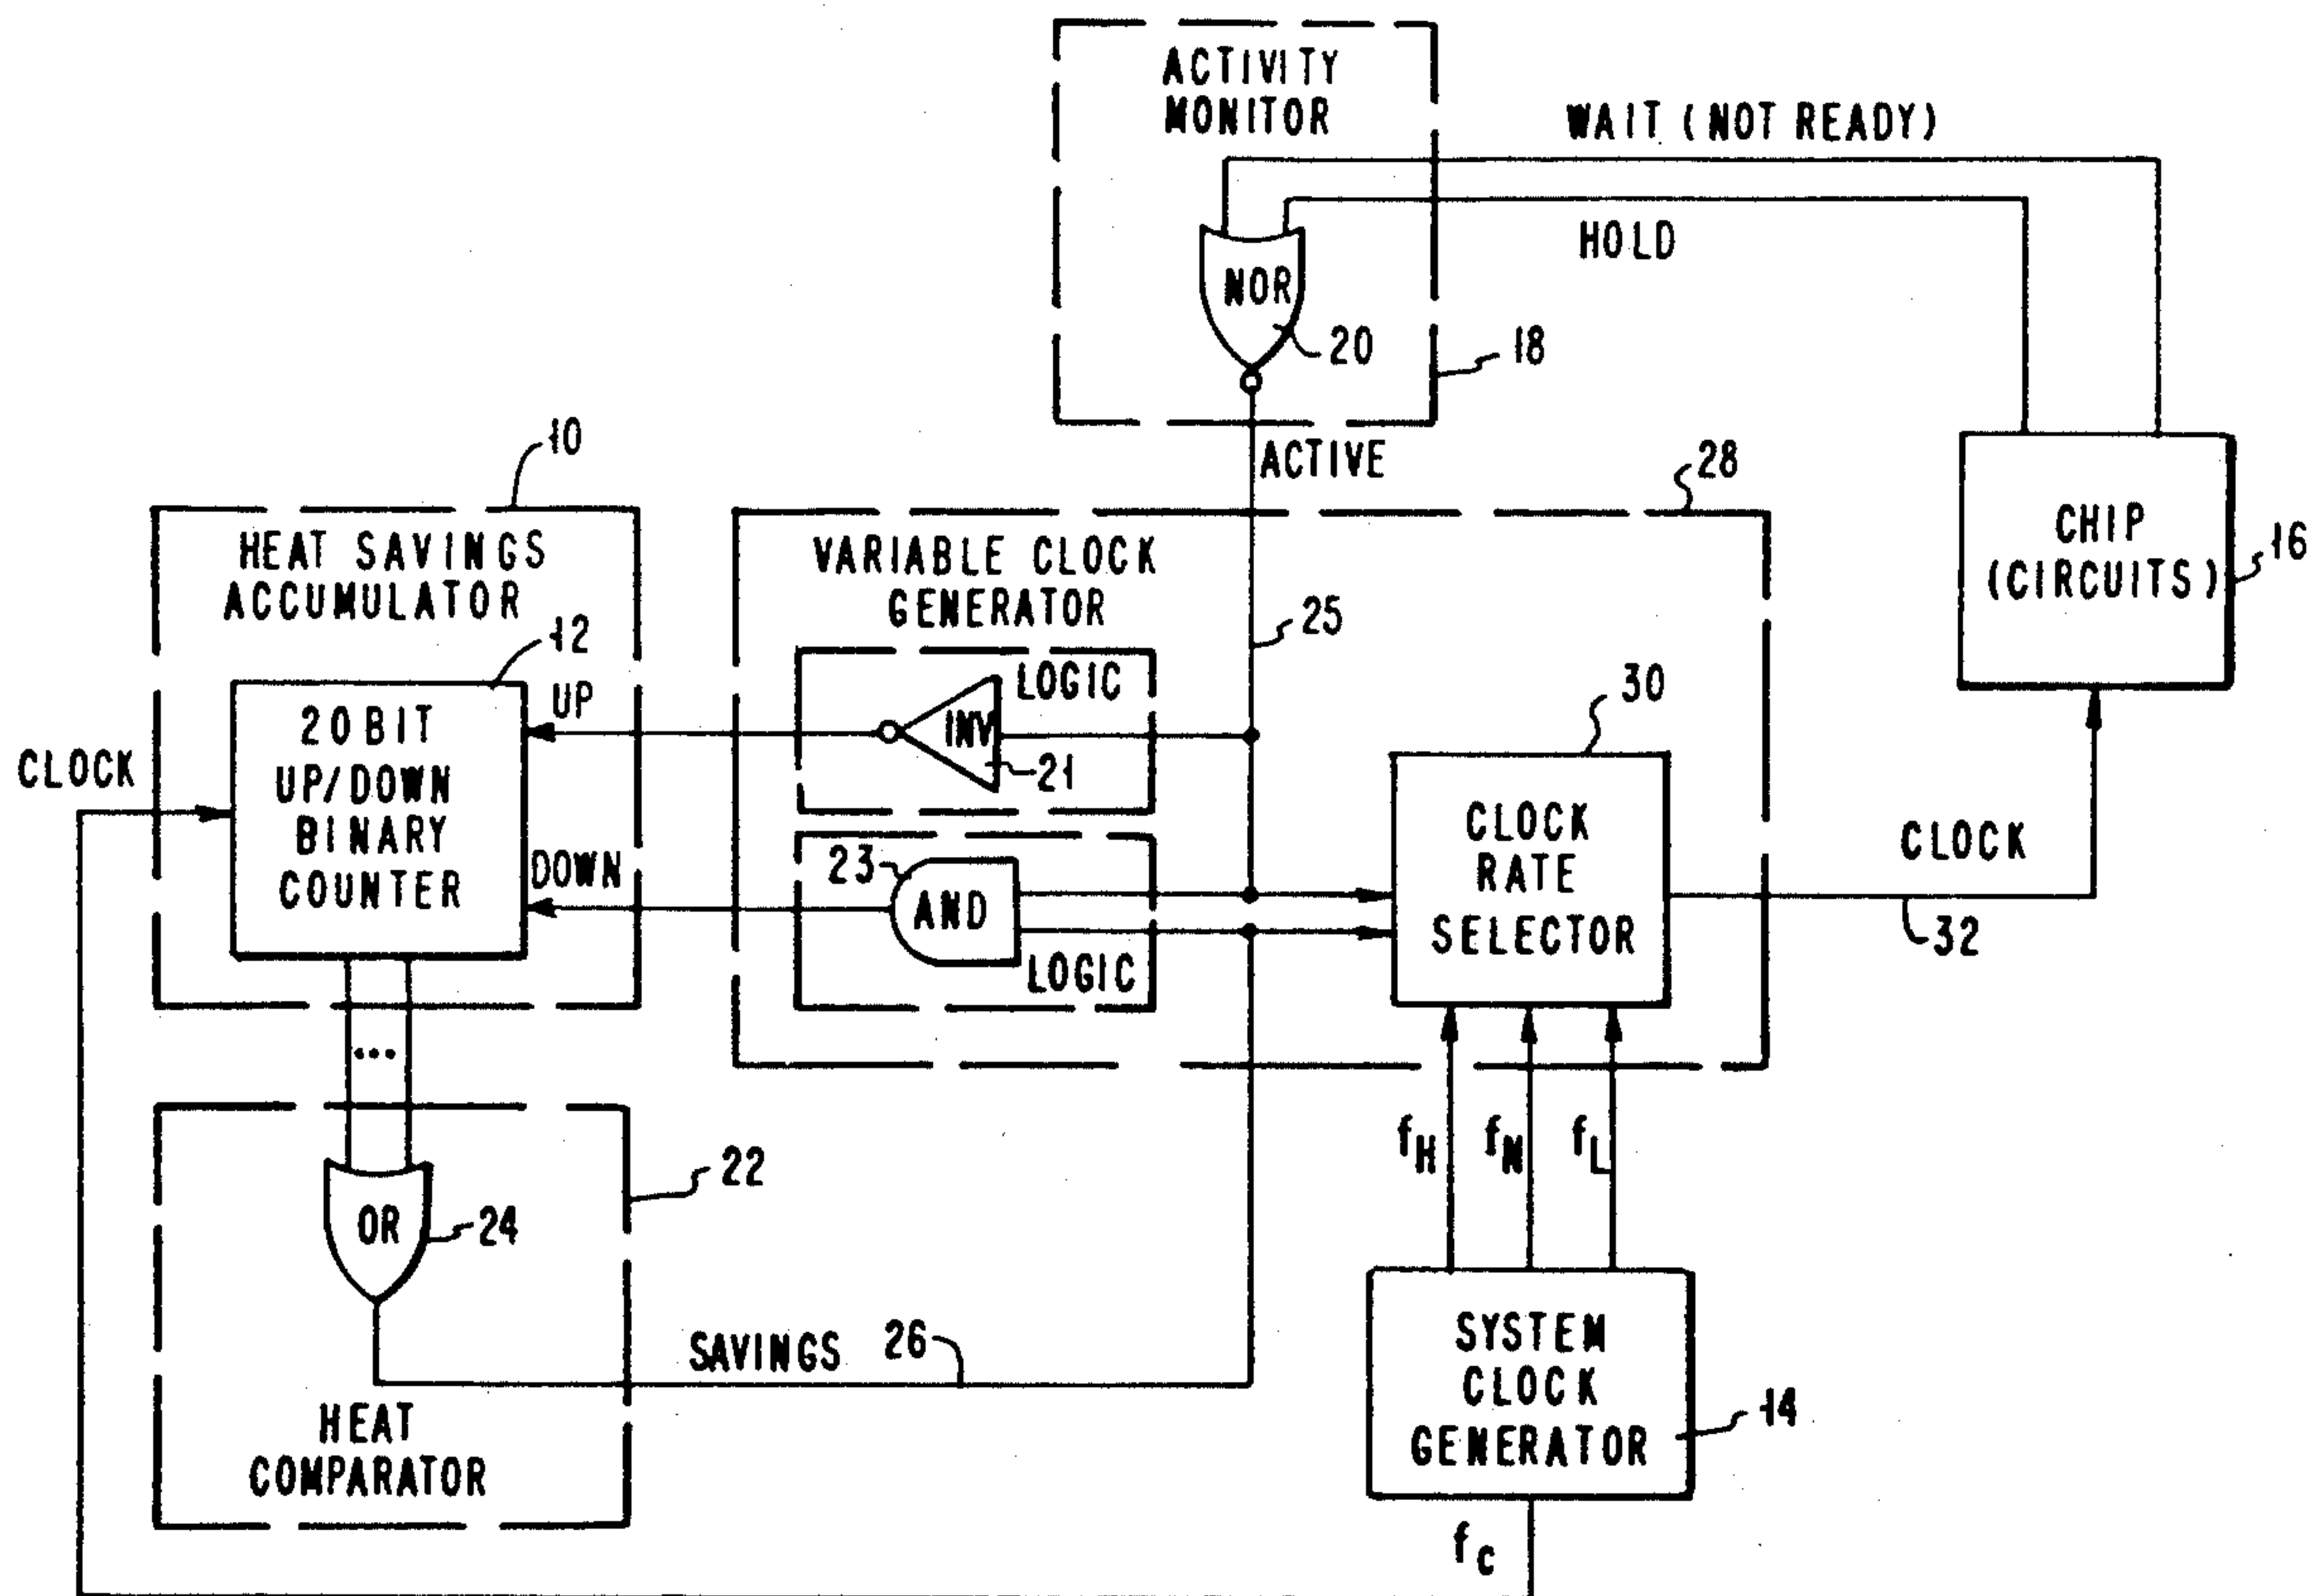 ACTIVITY
MONITOR
WAIT (NOT READY)
HOLD
NOR
20
18
ACTIVE
10
28
HEAT SAVINGS
ACCUMULATOR
VARIABLE CLOCK
GENERATOR
CHIP
(CIRCUITS)
16
25
12
UP
LOGIC
INV
21
30
20 BIT
UP/DOWN
BINARY
COUNTER
CLOCK
DOWN
23
AND
LOGIC
CLOCK
RATE
SELECTOR
CLOCK
32
...
fH
fN
fL
22
OR
24
SAVINGS
26
HEAT
COMPARATOR
SYSTEM
CLOCK
GENERATOR
14
fC